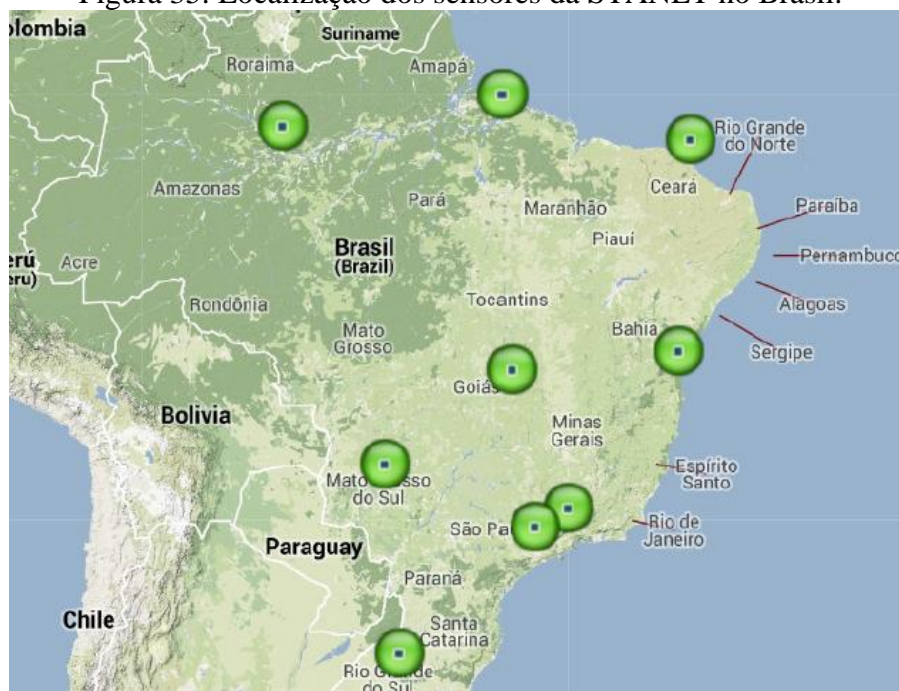 Figura 35: Localização dos sensores da STANET no Brasil.
olombia
Suriname
Roraima
Amapá
Rio Grande
do Norte
Amazonas
Ceará
Pará
Maranhão
Paraíba
Piauí
Brasil
(Brazil)
Pernambuco
erú
eru)
Acre
Tocantins
Alagoas
Rondônia
Mato
Grosso
Bahia
Sergipe
Goiás
Bolivia
Minas
Gerais
Espírito
Santo
Mato Grosso
do Sul
São Pa
Rio de
Janeiro
Paraguay
Paraná
Chile
Santa
Catarina
Rio Grande
do Sul